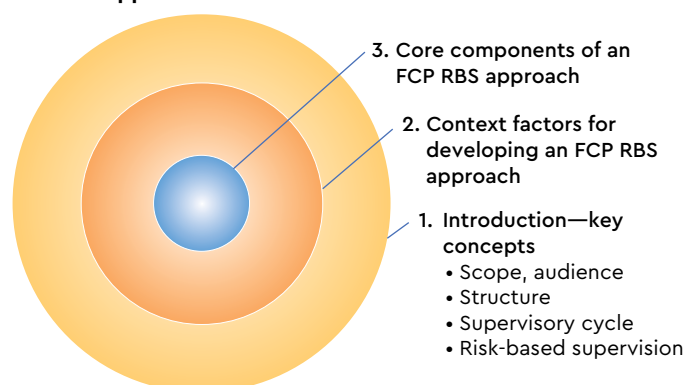 3. Core components of an
FCP RBS approach
2. Context factors for
developing an FCP RBS
approach
1. Introduction—key
concepts
• Scope, audience
• Structure
• Supervisory cycle
• Risk-based supervision